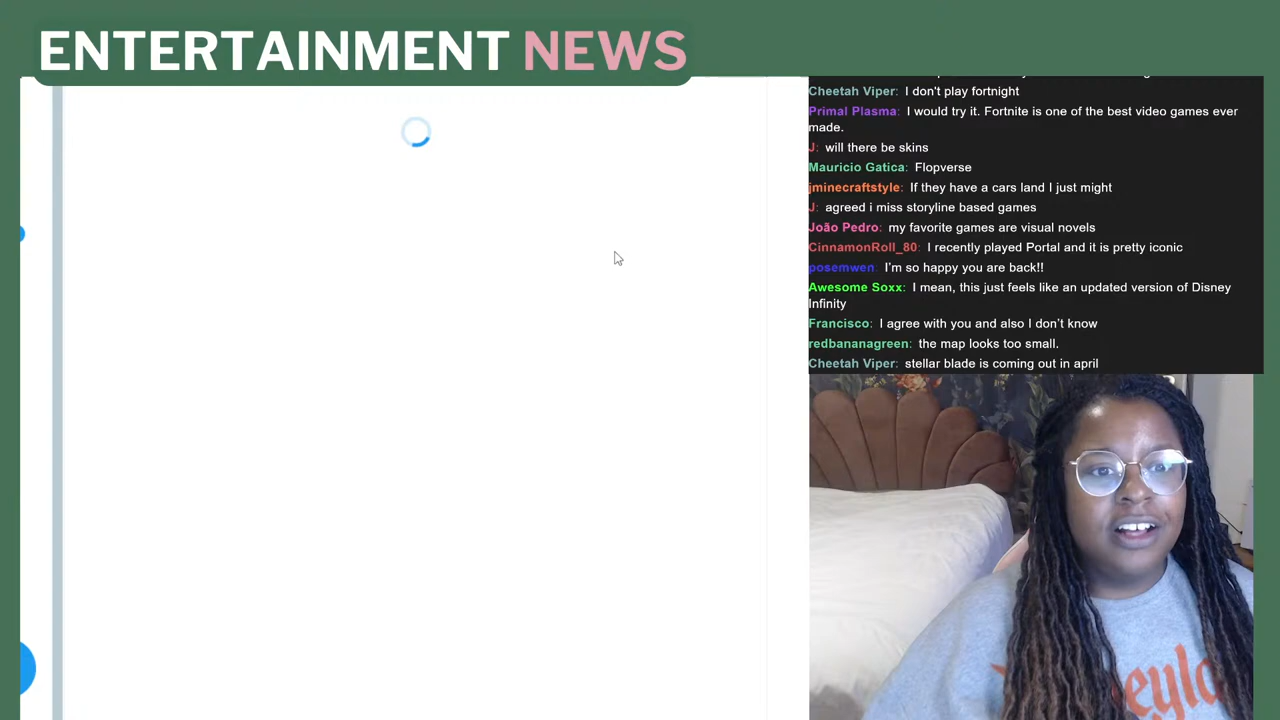 ENTERTAINMENT NEWS
Cheetah Viper: I don't play fortnight
Primal Plasma: I would try it. Fortnite is one of the best video games ever
made.
J: will there be skins
Mauricio Gatica: Flopverse
jminecraftstyle: If they have a cars land I just might
J: agreed i miss storyline based games
João Pedro: my favorite games are visual novels
CinnamonRoll_80: I recently played Portal and it is pretty iconic
posemwen: I'm so happy you are back!!
Awesome Soxx: I mean, this just feels like an updated version of Disney
Infinity
Francisco: I agree with you and also I don't know
redbananagreen: the map looks too small.
Cheetah Viper: stellar blade is coming out in april